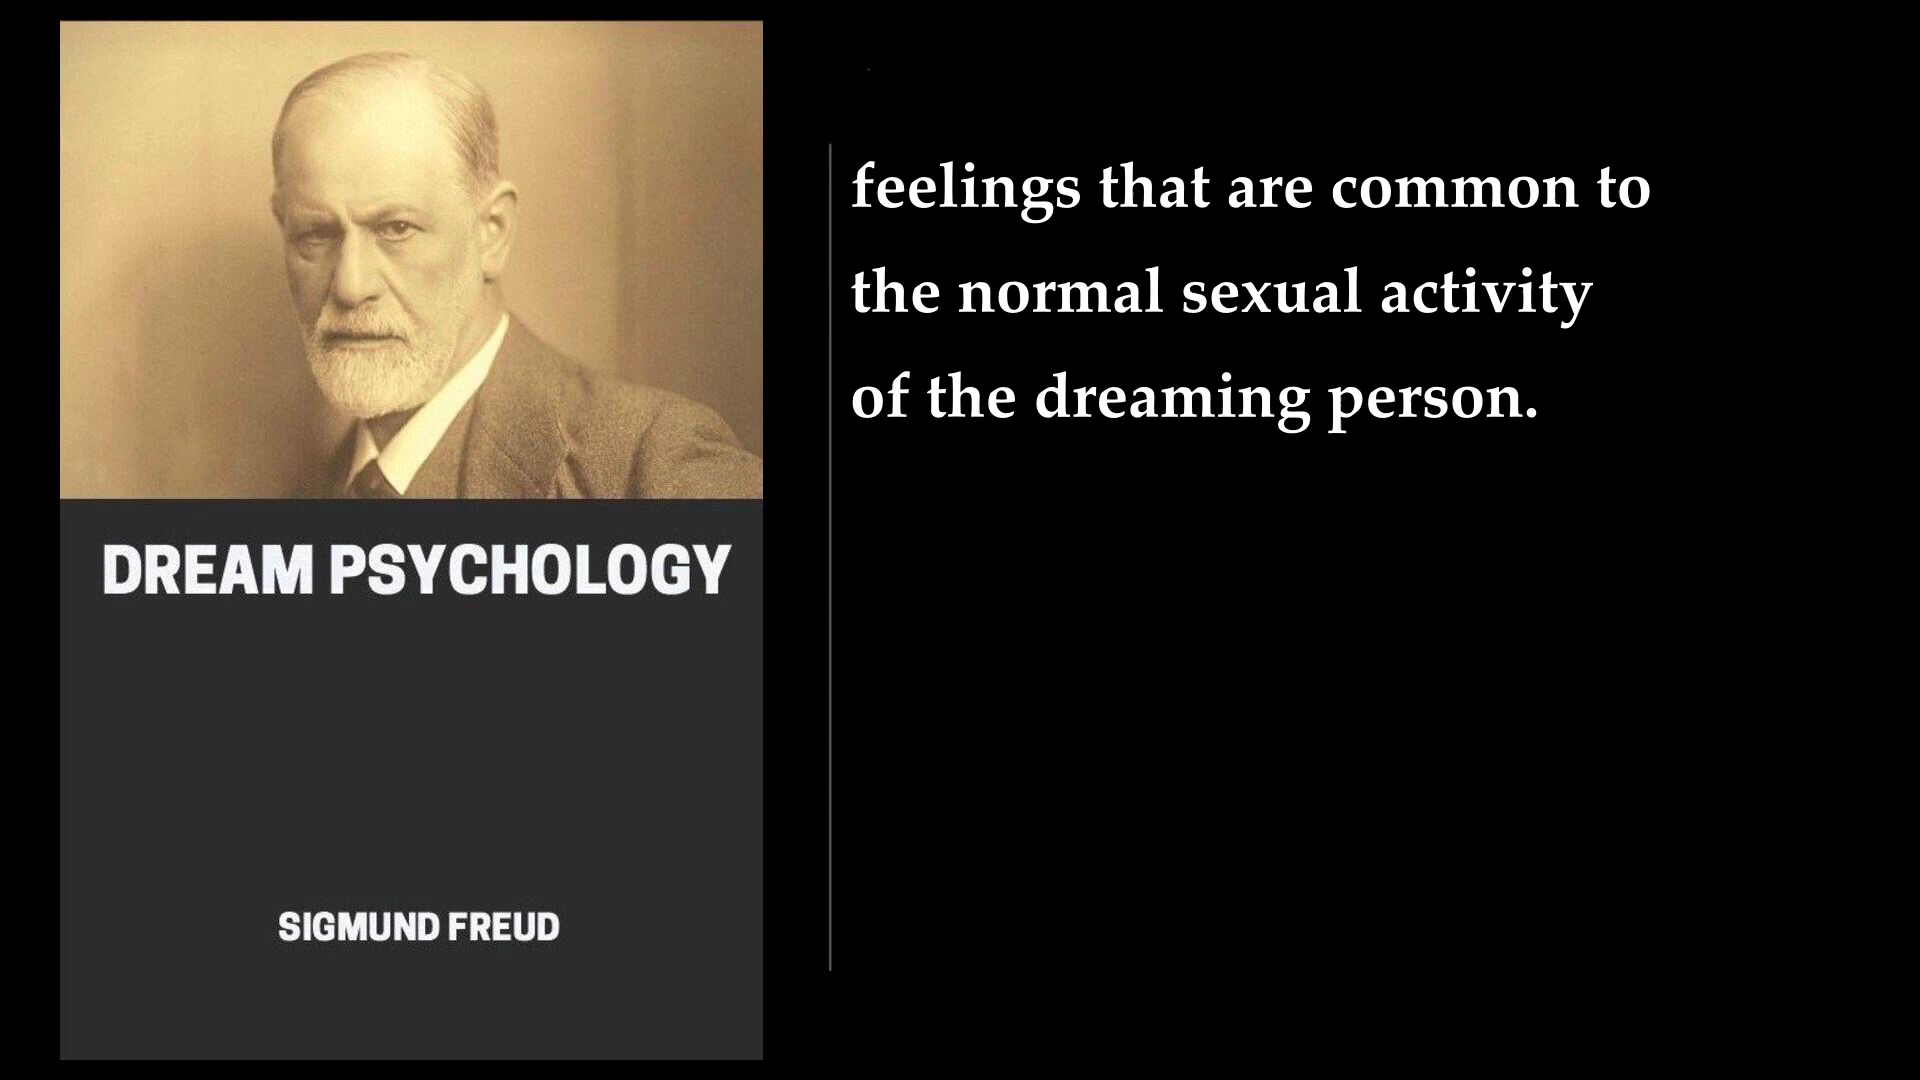 DREAM PSYCHOLOGY
SIGMUND FREUD
feelings that are common to
the normal sexual activity
of the dreaming person.